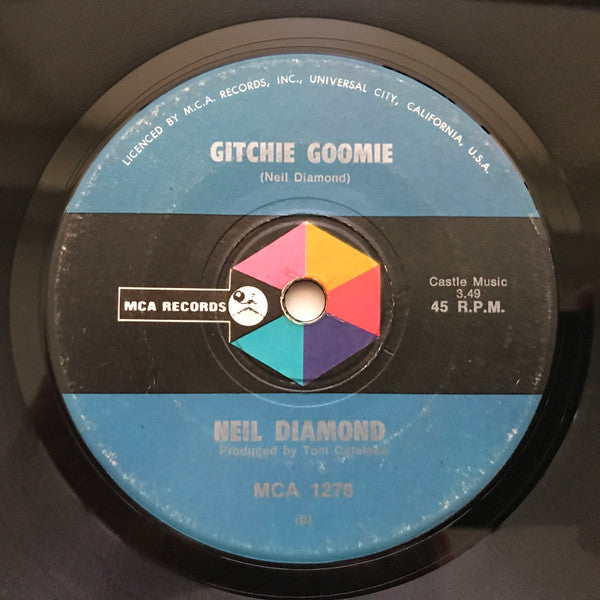 LICENCED BY M.C.A. RECORDS, INC., UNIVERSAL CITY, CALIFORNIA, U.S.A.
GITCHIE GOOMIE
(Neil Diamond)
MCA RECORDS
Castle Music
3.49
45 R.P.M.
NEIL DIAMOND
Produced by Tom Catalano
MCA 1278
(B)